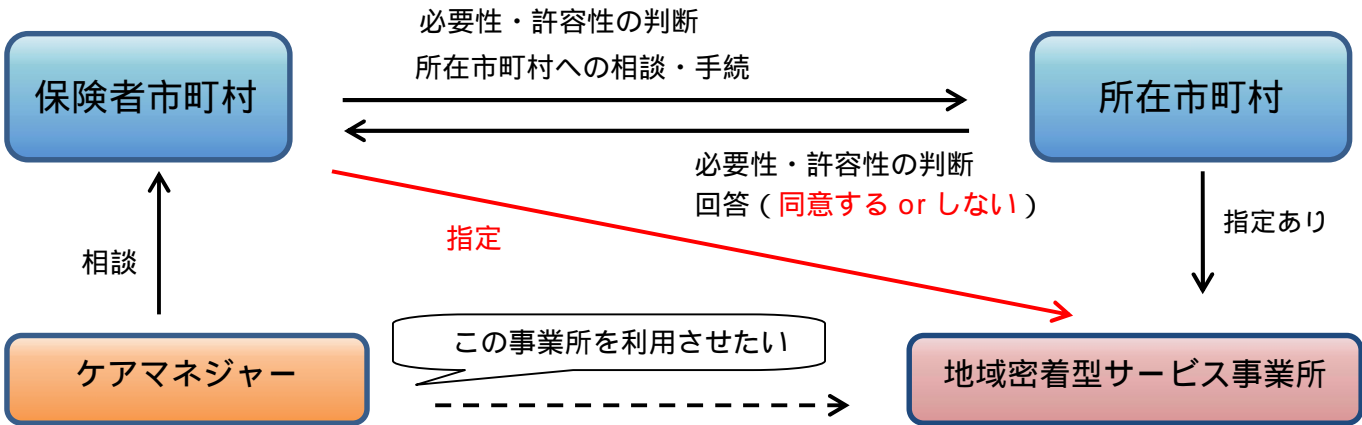 必要性・許容性の判断
所在市町村への相談・手続
保険者市町村
所在市町村
必要性・許容性の判断
回答(同意する or しない)
指定
指定あり
相談
この事業所を利用させたい
ケアマネジャー
地域密着型サービス事業所